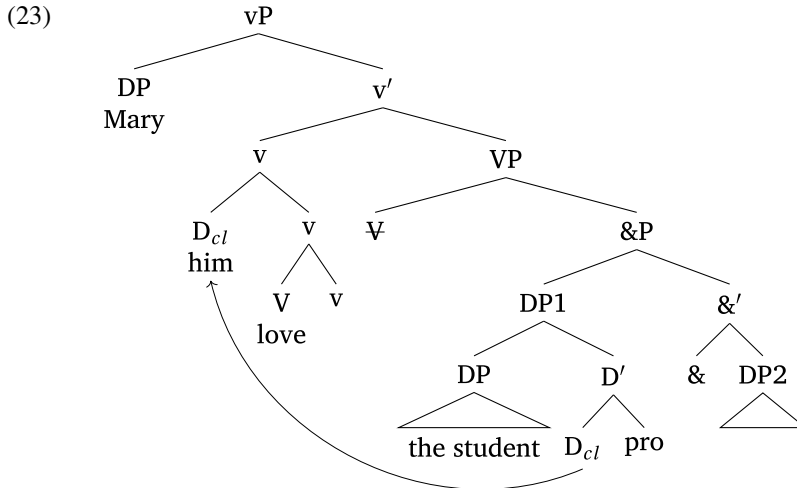 (23) vP
DP v′
Mary
v VP
D_cl v V̶ &P
him
V v DP1 &′
love
DP D′ & DP2
the student D_cl pro